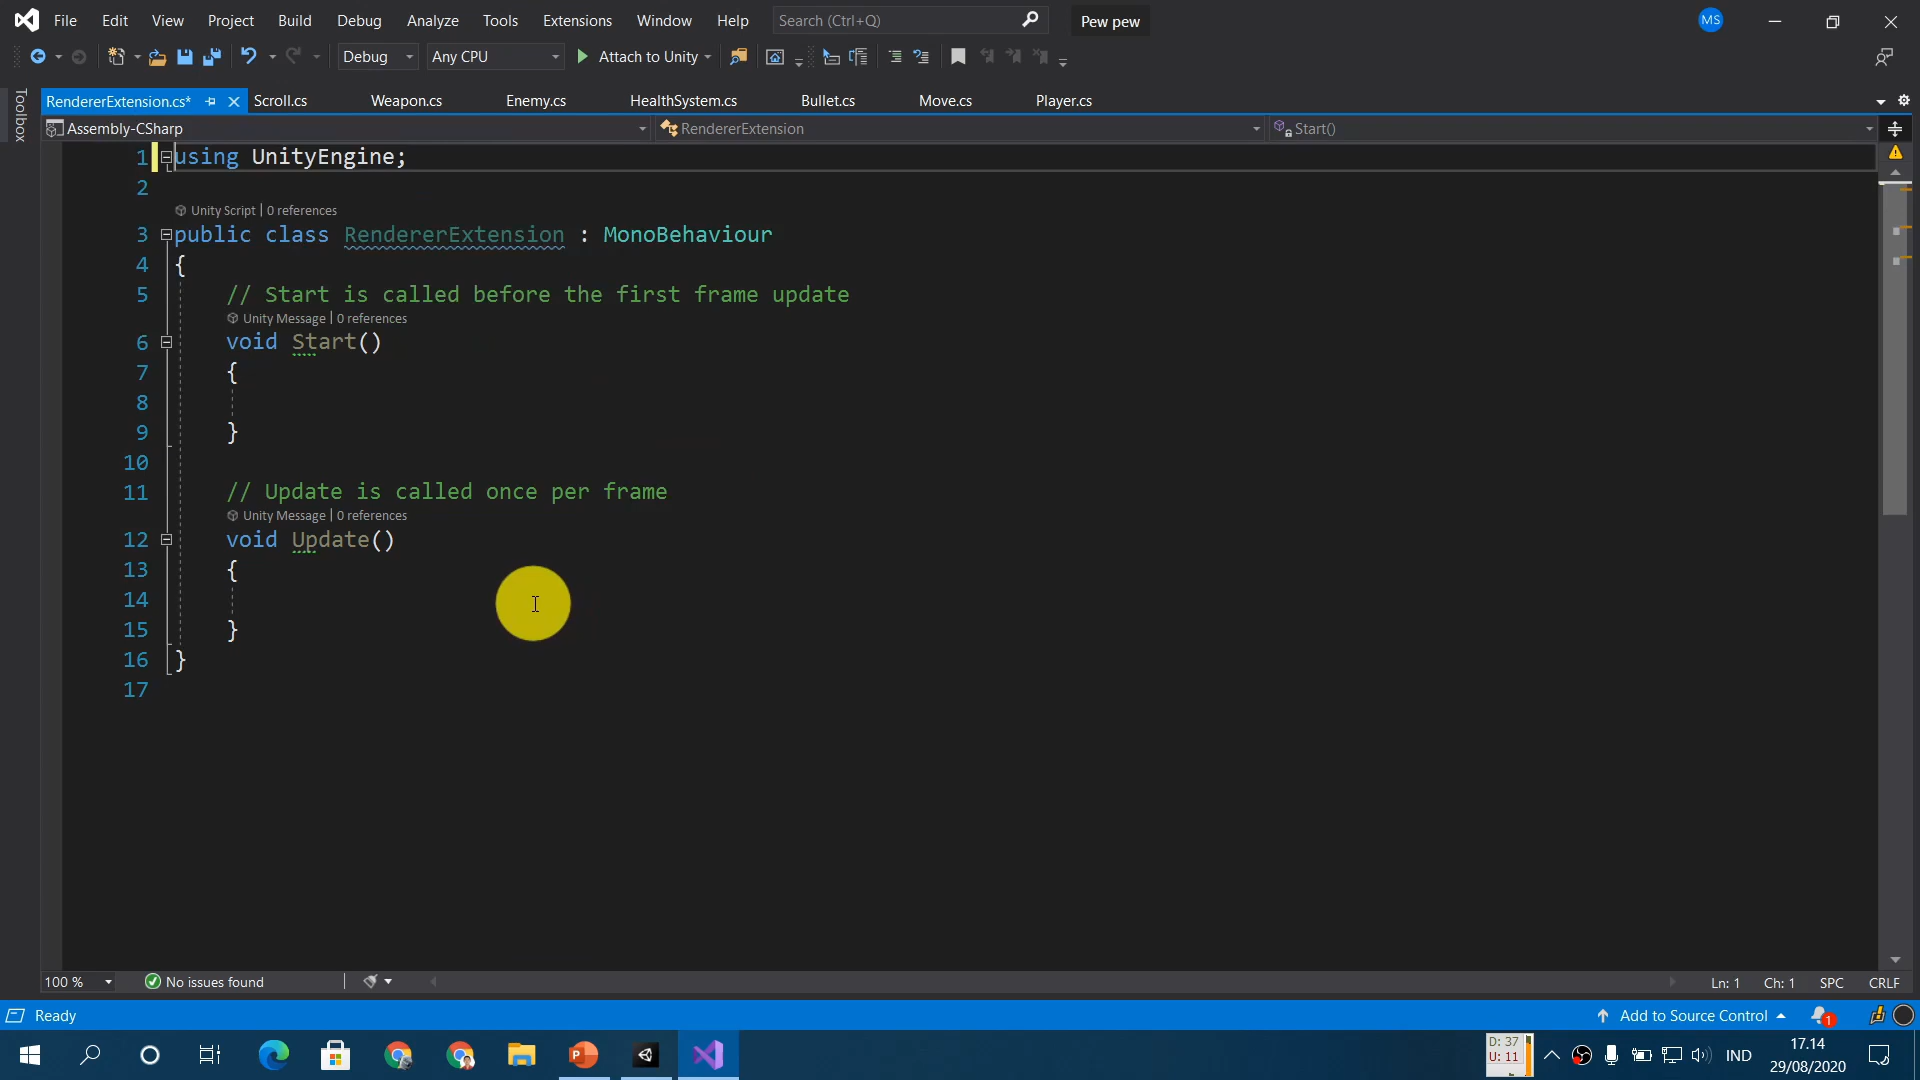 File Edit View Project Build Debug Analyze Tools Extensions Window Help Search (Ctrl+Q) Pew pew MS
Debug Any CPU Attach to Unity
Toolbox
RendererExtension.cs* Scroll.cs Weapon.cs Enemy.cs HealthSystem.cs Bullet.cs Move.cs Player.cs
Assembly-CSharp RendererExtension Start()
1 using UnityEngine;
2
Unity Script | 0 references
3 public class RendererExtension : MonoBehaviour
4 {
5 // Start is called before the first frame update
Unity Message | 0 references
6 void Start()
7 {
8
9 }
10
11 // Update is called once per frame
Unity Message | 0 references
12 void Update()
13 {
14
15 }
16 }
17
100 % No issues found Ln: 1 Ch: 1 SPC CRLF
Ready Add to Source Control 1
D: 37
U: 11
IND
17.14
29/08/2020